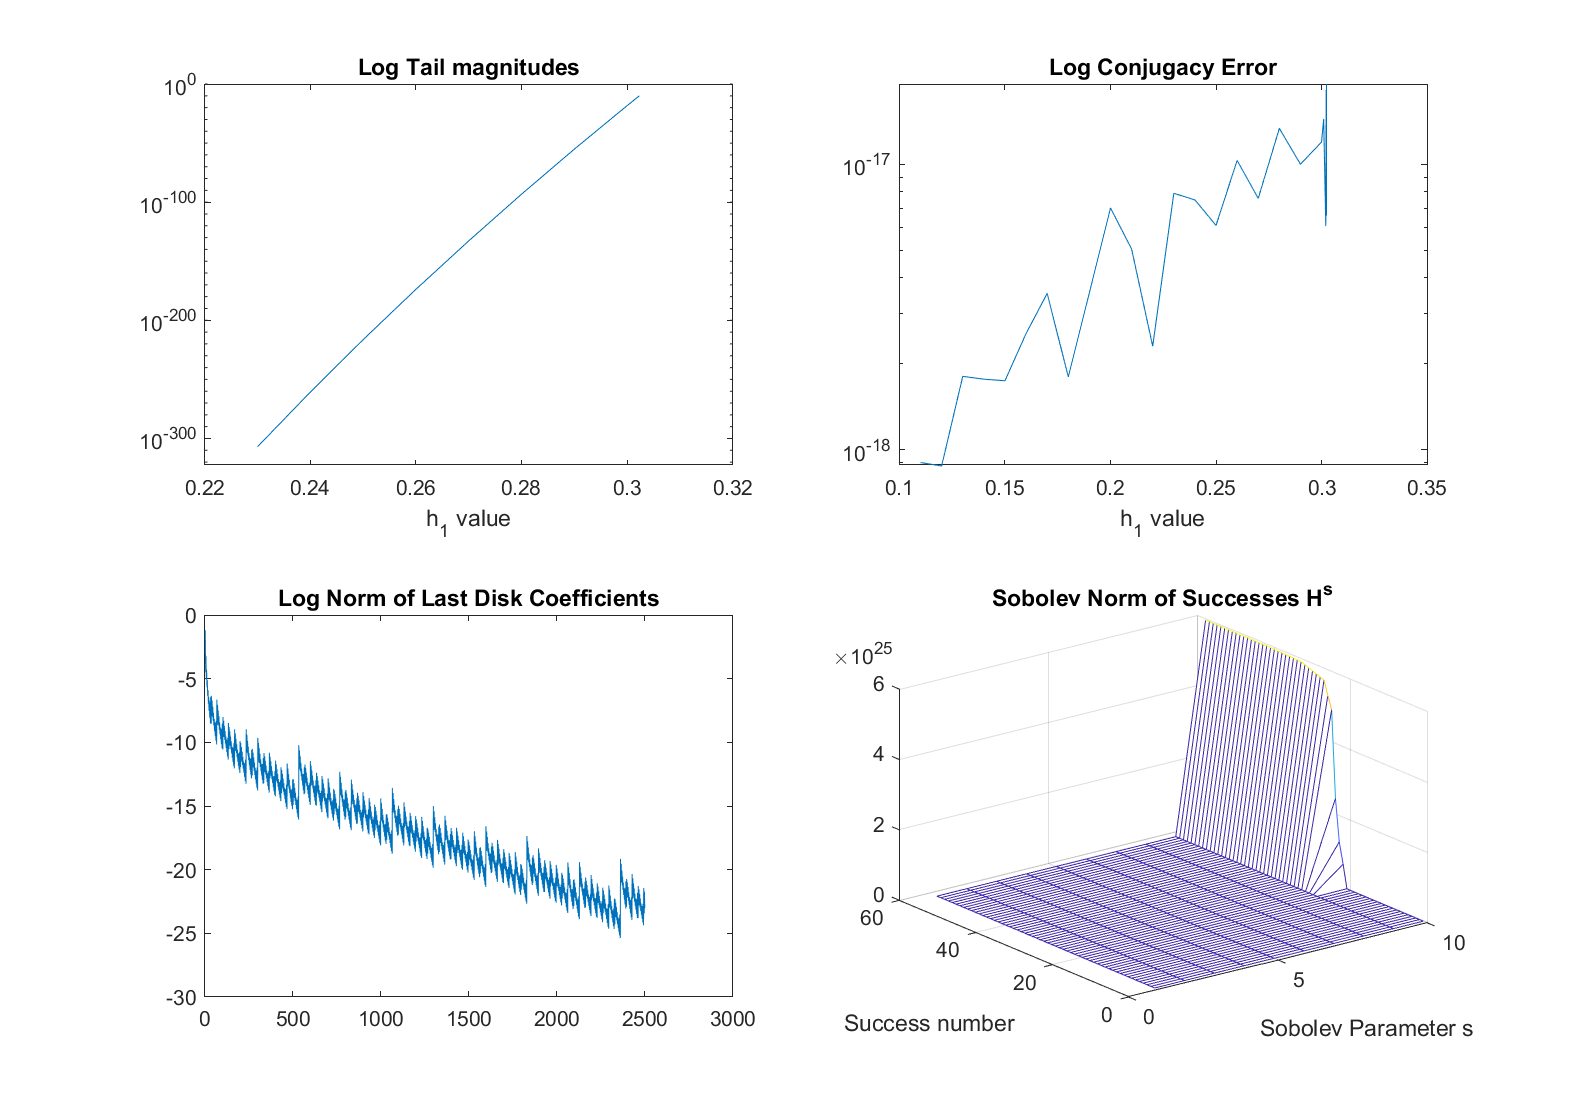 Log Tail magnitudes
10^0
10^-100
10^-200
10^-300
0.22 0.24 0.26 0.28 0.3 0.32
h_1 value
Log Conjugacy Error
10^-17
10^-18
0.1 0.15 0.2 0.25 0.3 0.35
h_1 value
Log Norm of Last Disk Coefficients
0
-5
-10
-15
-20
-25
-30
0 500 1000 1500 2000 2500 3000
Sobolev Norm of Successes H^s
×10^25
6
4
2
0
60
40
20
0
Success number
0
5
10
Sobolev Parameter s